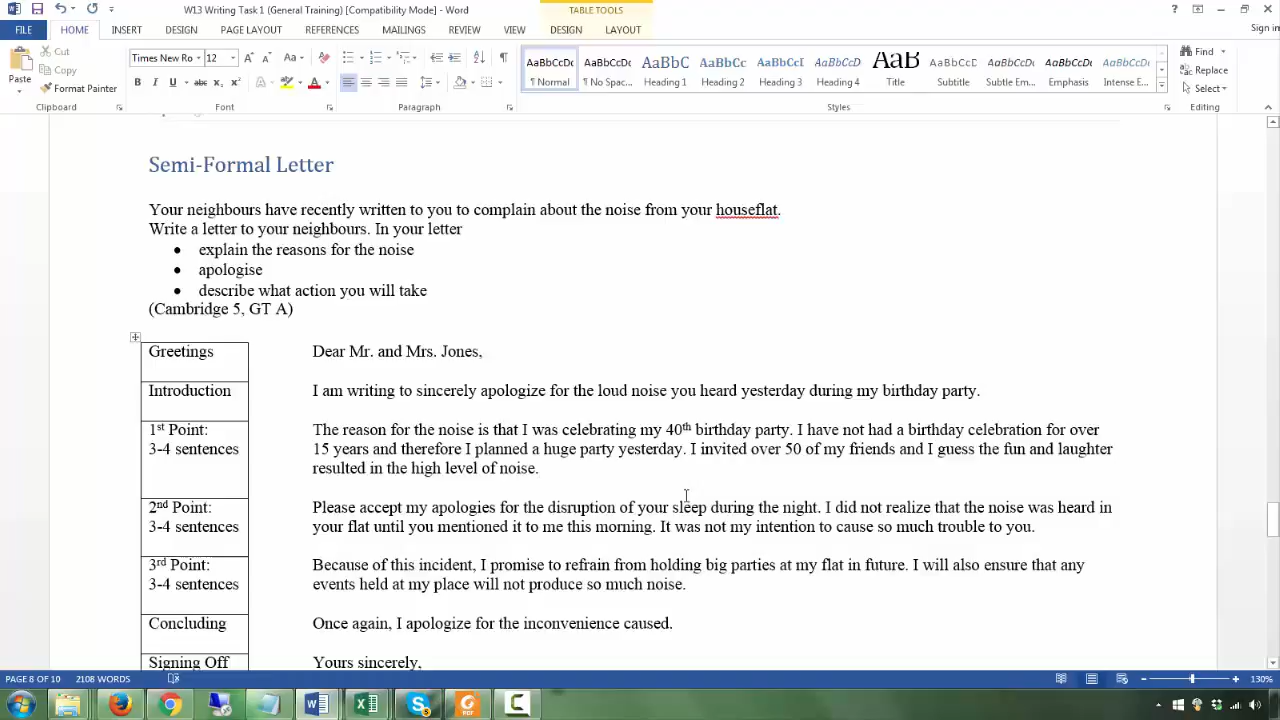 W13 Writing Task 1 (General Training) [Compatibility Mode] - Word
TABLE TOOLS
?
FILE HOME INSERT DESIGN PAGE LAYOUT REFERENCES MAILINGS REVIEW VIEW DESIGN LAYOUT Sign in
Paste
Cut
Copy
Format Painter
Clipboard
Times New Ro 12
B I U abc x₂ x²
Font
Paragraph
AaBbCcDc ¶ Normal
AaBbCcDc ¶ No Spac...
AaBbC Heading 1
AaBbCc Heading 2
AaBbCcI Heading 3
AaBbCcD Heading 4
AaB Title
AaBbCcD Subtitle
AaBbCcDc Subtle Em...
AaBbCcDc Emphasis
AaBbCcDc Intense E...
Styles
Find
Replace
Select
Editing
Semi-Formal Letter
Your neighbours have recently written to you to complain about the noise from your houseflat.
Write a letter to your neighbours. In your letter
• explain the reasons for the noise
• apologise
• describe what action you will take
(Cambridge 5, GT A)
Greetings Dear Mr. and Mrs. Jones,
Introduction I am writing to sincerely apologize for the loud noise you heard yesterday during my birthday party.
1st Point: The reason for the noise is that I was celebrating my 40th birthday party. I have not had a birthday celebration for over
3-4 sentences 15 years and therefore I planned a huge party yesterday. I invited over 50 of my friends and I guess the fun and laughter
resulted in the high level of noise.
2nd Point: Please accept my apologies for the disruption of your sleep during the night. I did not realize that the noise was heard in
3-4 sentences your flat until you mentioned it to me this morning. It was not my intention to cause so much trouble to you.
3rd Point: Because of this incident, I promise to refrain from holding big parties at my flat in future. I will also ensure that any
3-4 sentences events held at my place will not produce so much noise.
Concluding Once again, I apologize for the inconvenience caused.
Signing Off Yours sincerely,
PAGE 8 OF 10 2108 WORDS 130%